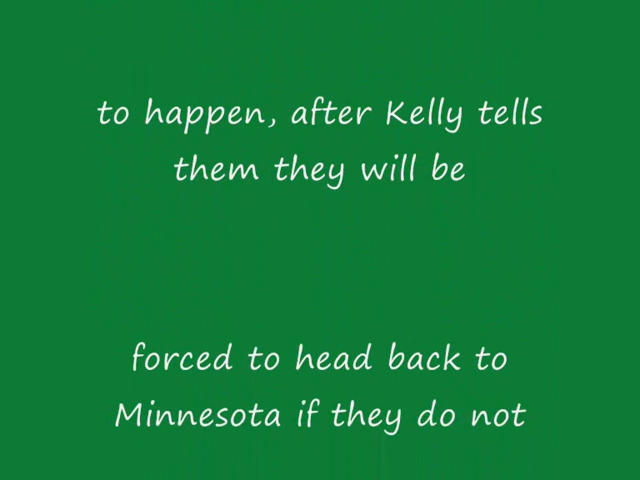 to happen, after Kelly tells
them they will be
forced to head back to
Minnesota if they do not